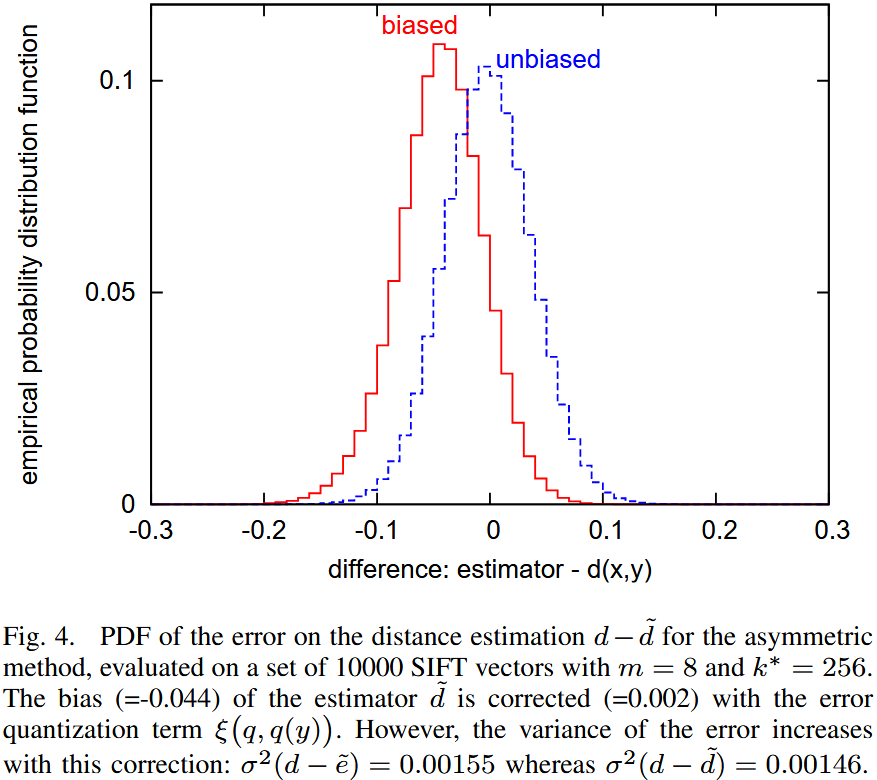 biased
unbiased
0.1
0.05
0
empirical probability distribution function
-0.3 -0.2 -0.1 0 0.1 0.2 0.3
difference: estimator - d(x,y)
Fig. 4. PDF of the error on the distance estimation d − d̃ for the asymmetric
method, evaluated on a set of 10000 SIFT vectors with m = 8 and k* = 256.
The bias (=-0.044) of the estimator d̃ is corrected (=0.002) with the error
quantization term ξ(q, q(y)). However, the variance of the error increases
with this correction: σ²(d − ẽ) = 0.00155 whereas σ²(d − d̃) = 0.00146.